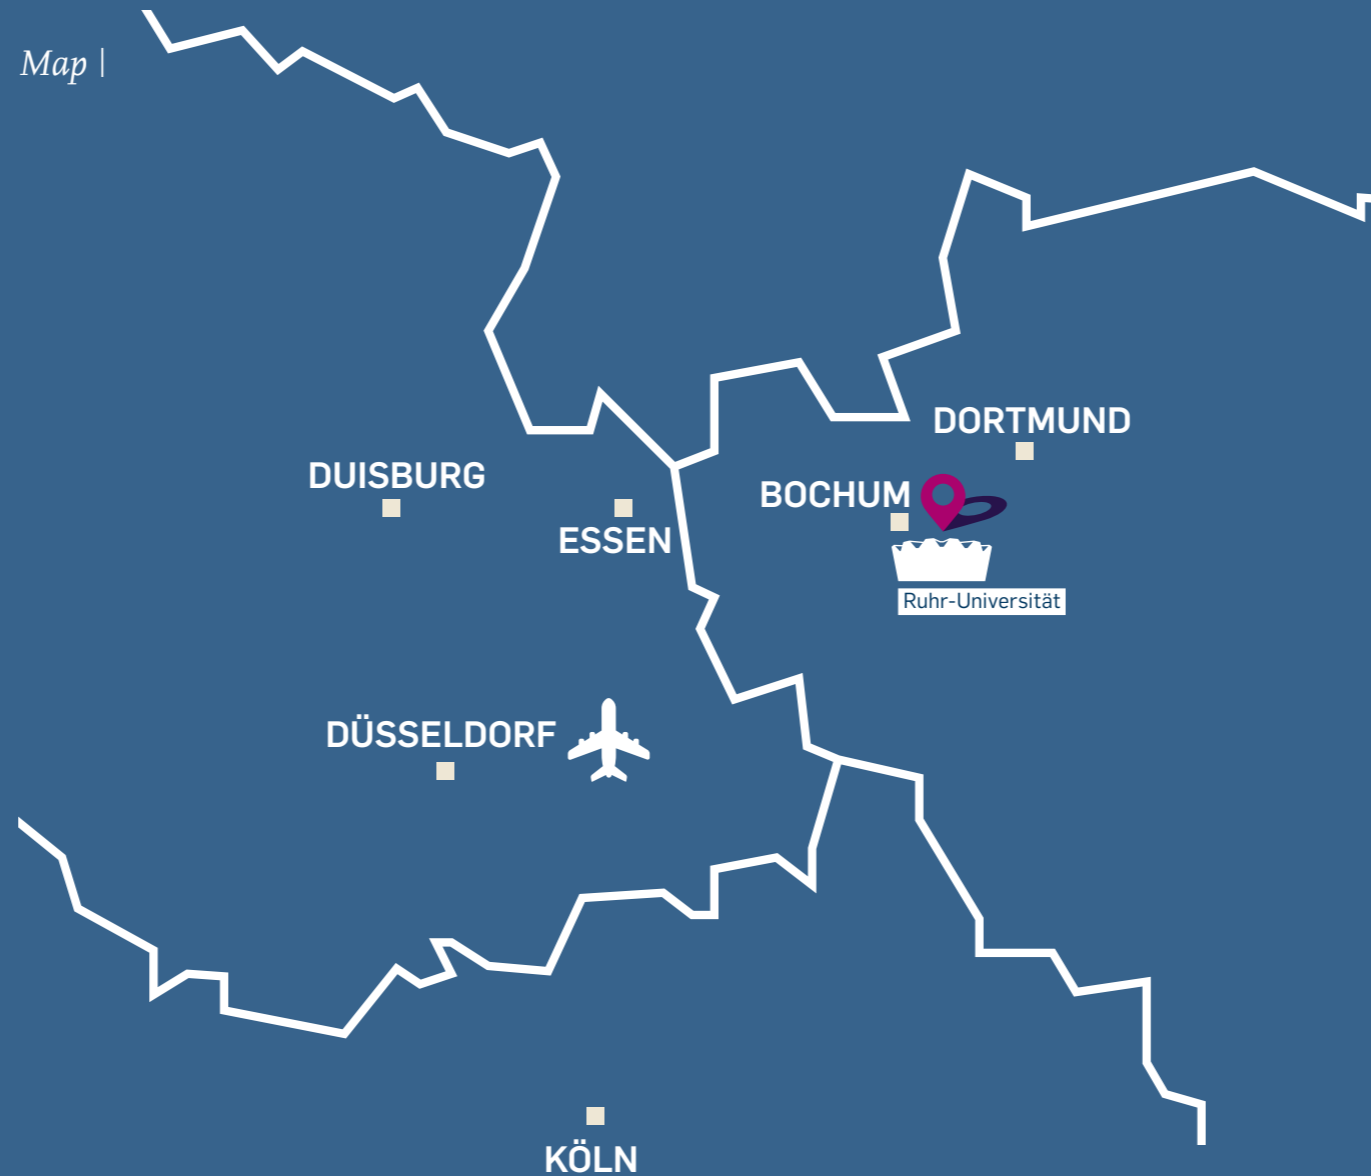 Map |
DORTMUND
DUISBURG
BOCHUM
ESSEN
Ruhr-Universität
DÜSSELDORF
KÖLN